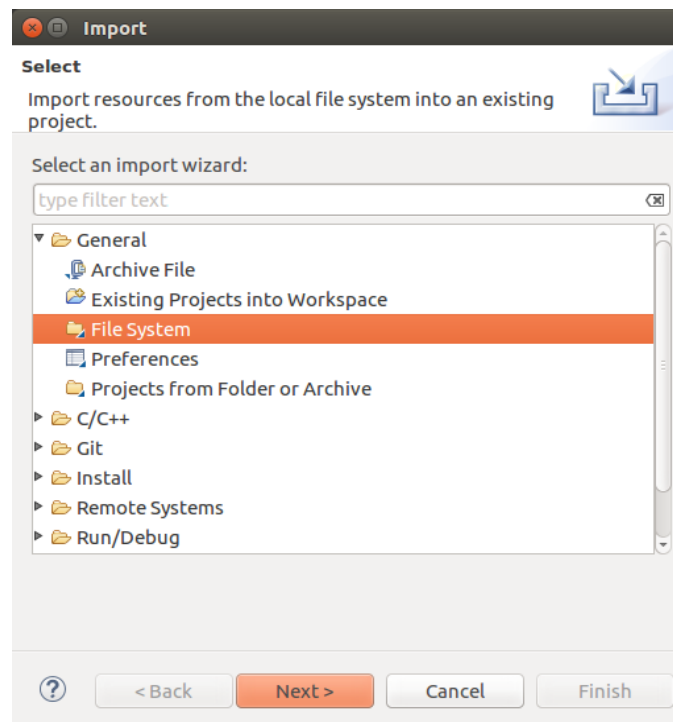 Import
Select
Import resources from the local file system into an existing
project.
Select an import wizard:
type filter text
General
Archive File
Existing Projects into Workspace
File System
Preferences
Projects from Folder or Archive
C/C++
Git
Install
Remote Systems
Run/Debug
? < Back Next > Cancel Finish